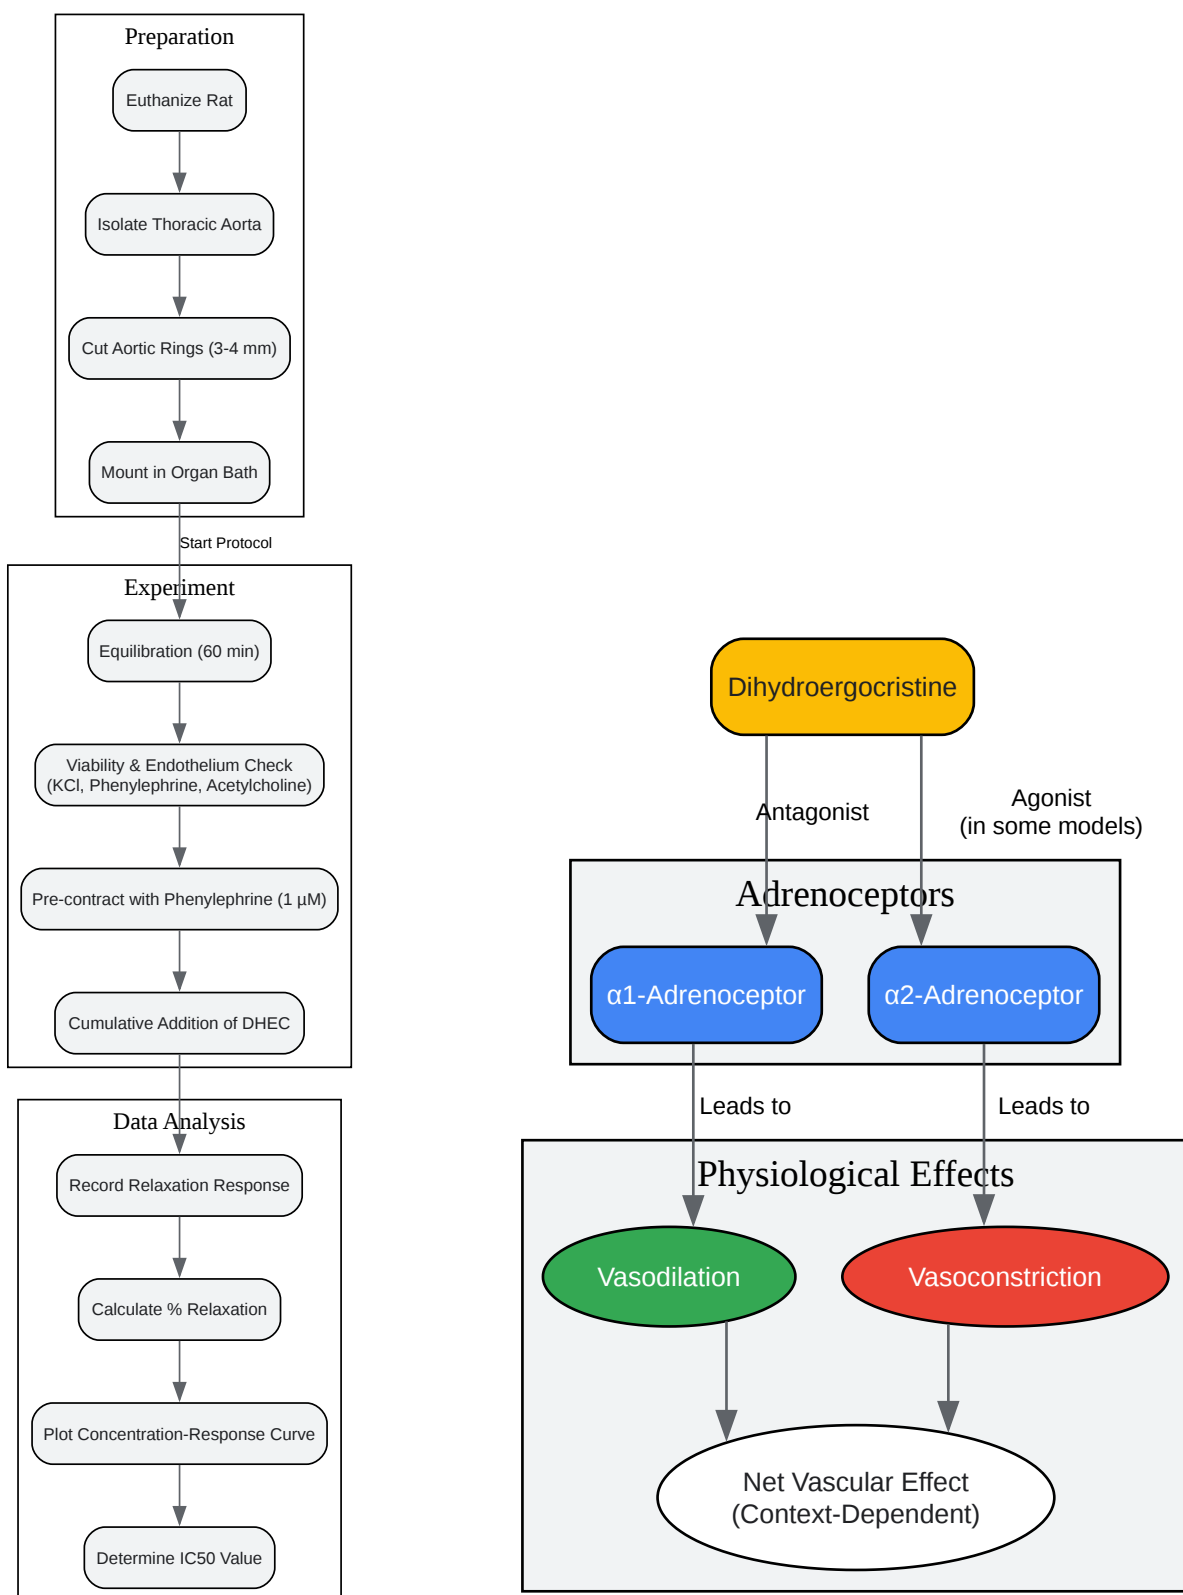 Preparation
Euthanize Rat
Isolate Thoracic Aorta
Cut Aortic Rings (3-4 mm)
Mount in Organ Bath
Start Protocol
Experiment
Equilibration (60 min)
Viability & Endothelium Check
(KCl, Phenylephrine, Acetylcholine)
Pre-contract with Phenylephrine (1 µM)
Cumulative Addition of DHEC
Data Analysis
Record Relaxation Response
Calculate % Relaxation
Plot Concentration-Response Curve
Determine IC50 Value
Dihydroergocristine
Antagonist
Agonist
(in some models)
Adrenoceptors
α1-Adrenoceptor
α2-Adrenoceptor
Leads to
Leads to
Physiological Effects
Vasodilation
Vasoconstriction
Net Vascular Effect
(Context-Dependent)